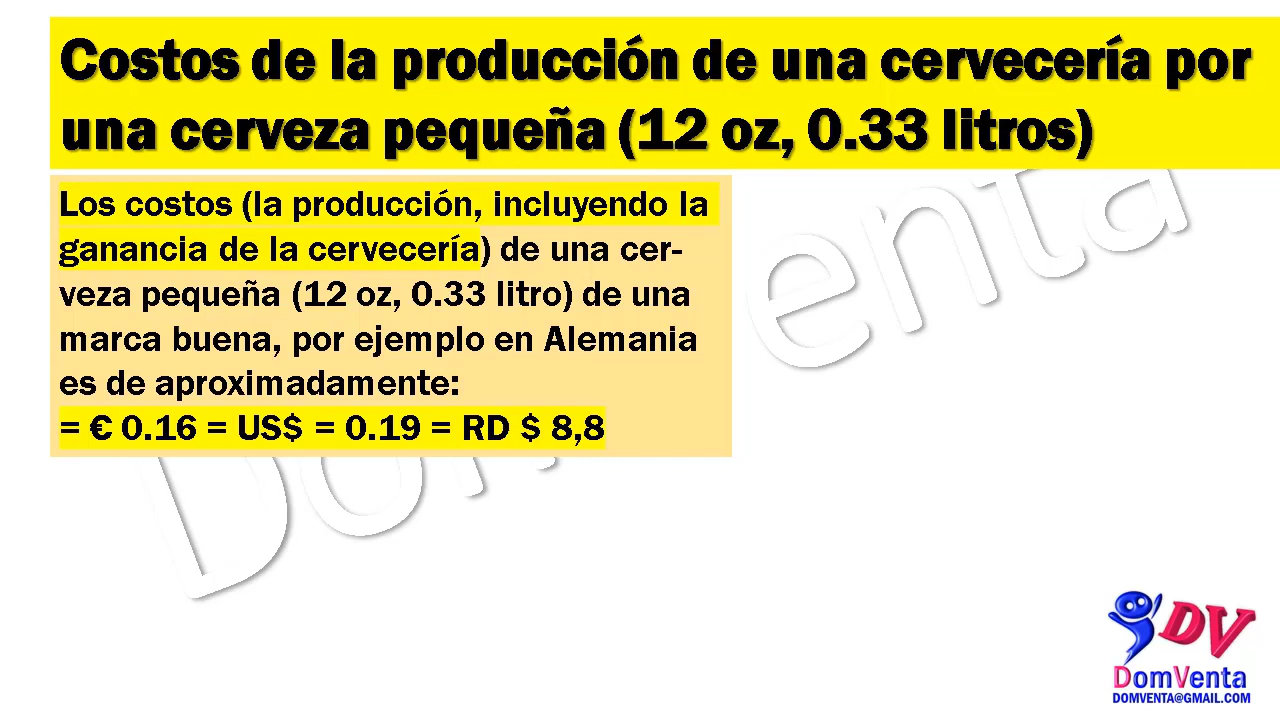 Costos de la producción de una cervecería por
una cerveza pequeña (12 oz, 0.33 litros)
Los costos (la producción, incluyendo la
ganancia de la cervecería) de una cer-
veza pequeña (12 oz, 0.33 litro) de una
marca buena, por ejemplo en Alemania
es de aproximadamente:
= € 0.16 = US$ = 0.19 = RD $ 8,8
DomVenta
DV
DomVenta
DOMVENTA@GMAIL.COM